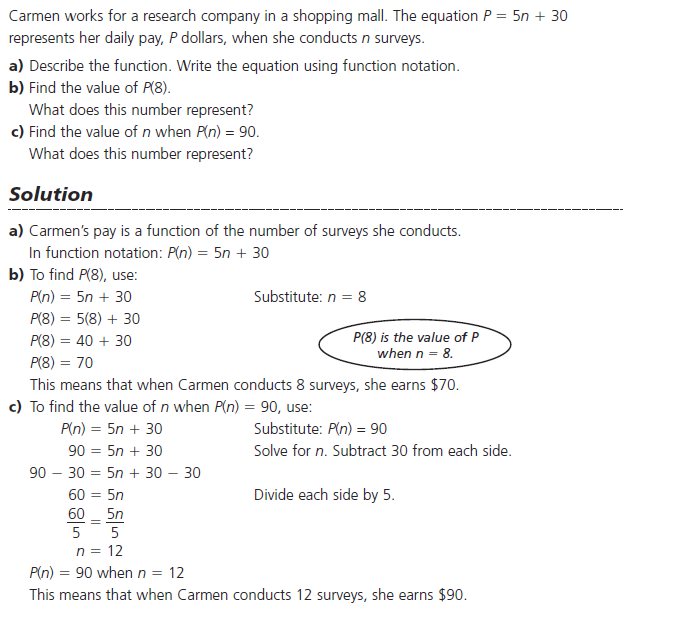 Carmen works for a research company in a shopping mall. The equation P = 5n + 30
represents her daily pay, P dollars, when she conducts n surveys.
a) Describe the function. Write the equation using function notation.
b) Find the value of P(8).
What does this number represent?
c) Find the value of n when P(n) = 90.
What does this number represent?
Solution
a) Carmen's pay is a function of the number of surveys she conducts.
In function notation: P(n) = 5n + 30
b) To find P(8), use:
P(n) = 5n + 30 Substitute: n = 8
P(8) = 5(8) + 30
P(8) = 40 + 30
P(8) is the value of P
when n = 8.
P(8) = 70
This means that when Carmen conducts 8 surveys, she earns $70.
c) To find the value of n when P(n) = 90, use:
P(n) = 5n + 30 Substitute: P(n) = 90
90 = 5n + 30 Solve for n. Subtract 30 from each side.
90 – 30 = 5n + 30 – 30
60 = 5n Divide each side by 5.
60/5 = 5n/5
n = 12
P(n) = 90 when n = 12
This means that when Carmen conducts 12 surveys, she earns $90.